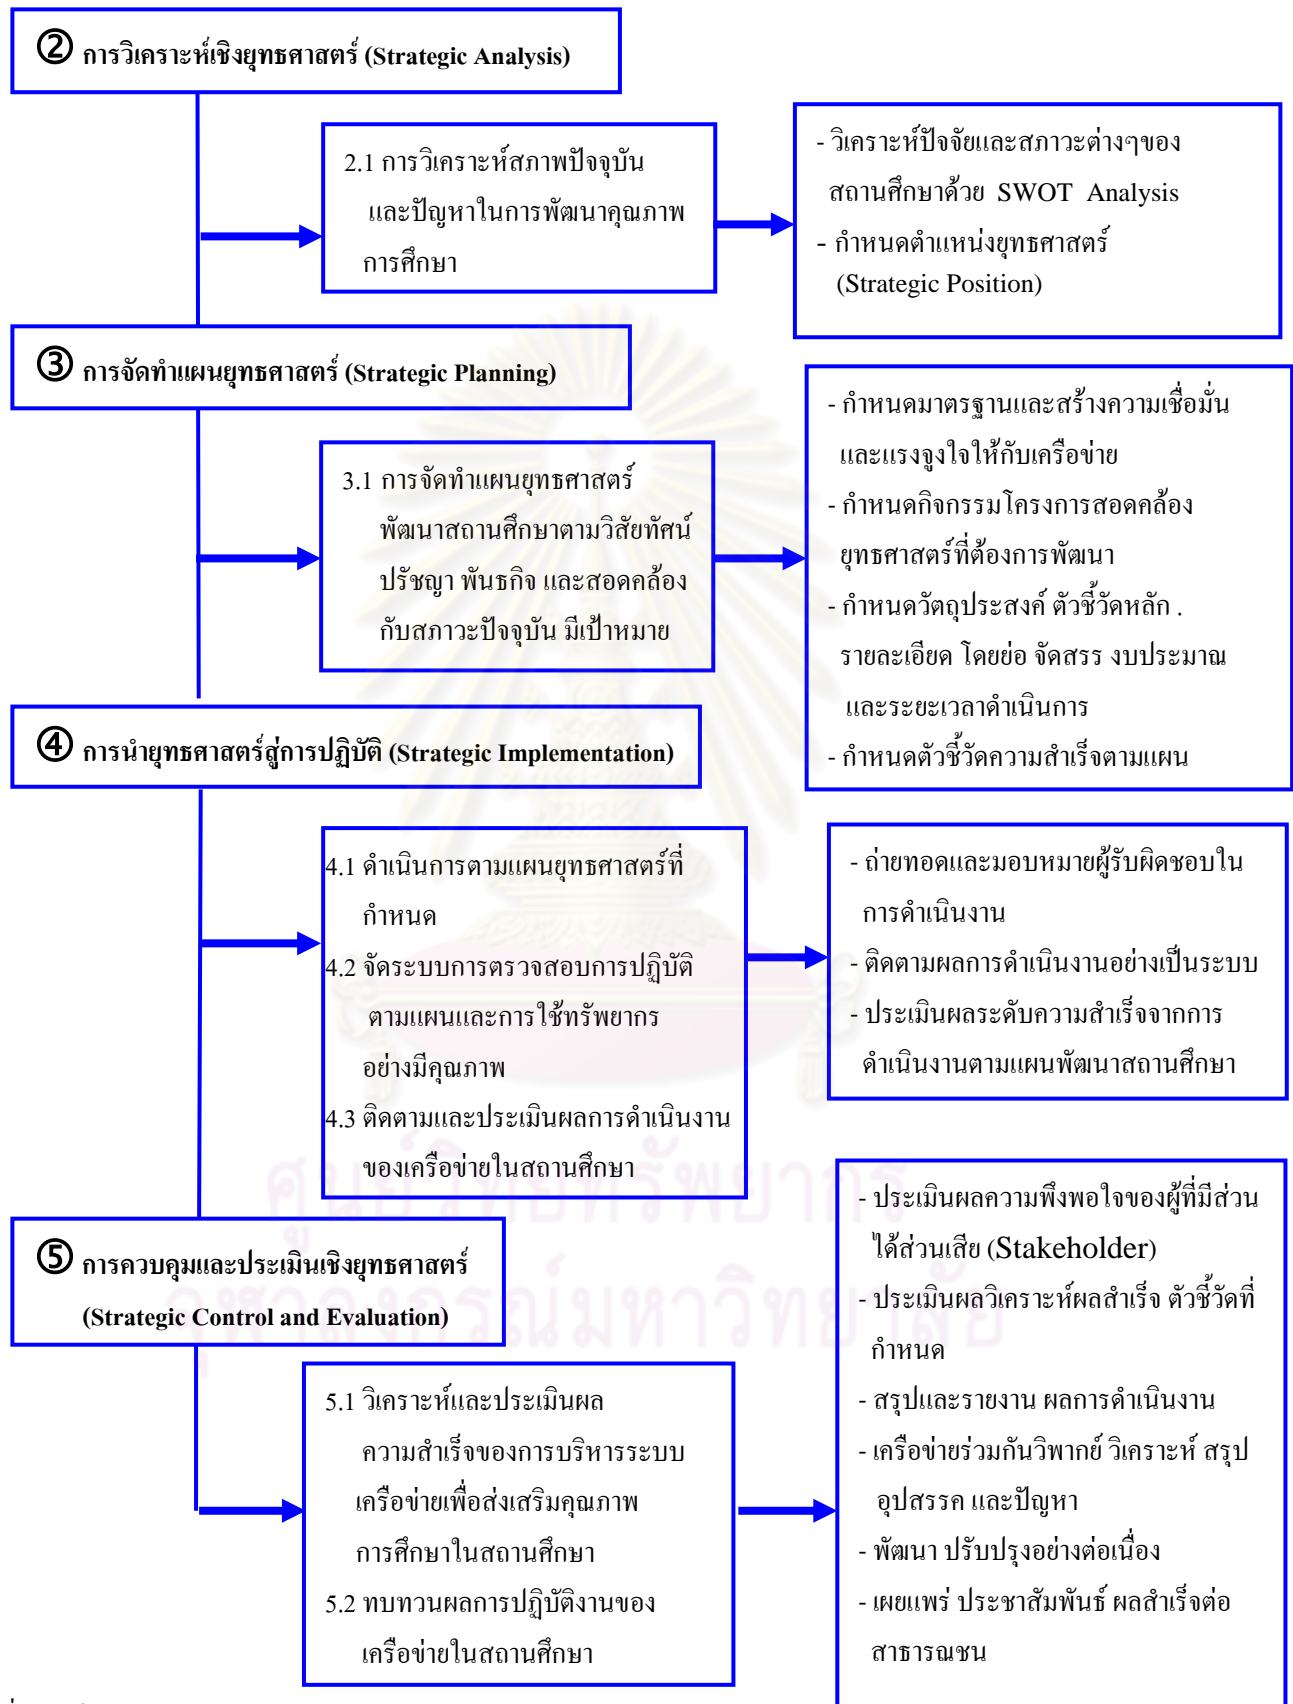 ② การวิเคราะห์เชิงยุทธศาสตร์ (Strategic Analysis)
2.1 การวิเคราะห์สภาพปัจจุบัน
และปัญหาในการพัฒนาคุณภาพ
การศึกษา
- วิเคราะห์ปัจจัยและสภาวะต่างๆของ
สถานศึกษาด้วย SWOT Analysis
- กำหนดตำแหน่งยุทธศาสตร์
(Strategic Position)
③ การจัดทำแผนยุทธศาสตร์ (Strategic Planning)
3.1 การจัดทำแผนยุทธศาสตร์
พัฒนาสถานศึกษาตามวิสัยทัศน์
ปรัชญา พันธกิจ และสอดคล้อง
กับสภาวะปัจจุบัน มีเป้าหมาย
- กำหนดมาตรฐานและสร้างความเชื่อมั่น
และแรงจูงใจให้กับเครือข่าย
- กำหนดกิจกรรมโครงการสอดคล้อง
ยุทธศาสตร์ที่ต้องการพัฒนา
- กำหนดวัตถุประสงค์ ตัวชี้วัดหลัก .
รายละเอียด โดยย่อ จัดสรร งบประมาณ
และระยะเวลาดำเนินการ
- กำหนดตัวชี้วัดความสำเร็จตามแผน
④ การนำยุทธศาสตร์สู่การปฏิบัติ (Strategic Implementation)
4.1 ดำเนินการตามแผนยุทธศาสตร์ที่
กำหนด
4.2 จัดระบบการตรวจสอบการปฏิบัติ
ตามแผนและการใช้ทรัพยากร
อย่างมีคุณภาพ
4.3 ติดตามและประเมินผลการดำเนินงาน
ของเครือข่ายในสถานศึกษา
- ถ่ายทอดและมอบหมายผู้รับผิดชอบใน
การดำเนินงาน
- ติดตามผลการดำเนินงานอย่างเป็นระบบ
- ประเมินผลระดับความสำเร็จจากการ
ดำเนินงานตามแผนพัฒนาสถานศึกษา
ศูนย์วิทยทรัพยากร
จุฬาลงกรณ์มหาวิทยาลัย
⑤ การควบคุมและประเมินเชิงยุทธศาสตร์
(Strategic Control and Evaluation)
5.1 วิเคราะห์และประเมินผล
ความสำเร็จของการบริหารระบบ
เครือข่ายเพื่อส่งเสริมคุณภาพ
การศึกษาในสถานศึกษา
5.2 ทบทวนผลการปฏิบัติงานของ
เครือข่ายในสถานศึกษา
- ประเมินผลความพึงพอใจของผู้ที่มีส่วน
ได้ส่วนเสีย (Stakeholder)
- ประเมินผลวิเคราะห์ผลสำเร็จ ตัวชี้วัดที่
กำหนด
- สรุปและรายงาน ผลการดำเนินงาน
- เครือข่ายร่วมกันวิพากย์ วิเคราะห์ สรุป
อุปสรรค และปัญหา
- พัฒนา ปรับปรุงอย่างต่อเนื่อง
- เผยแพร่ ประชาสัมพันธ์ ผลสำเร็จต่อ
สาธารณชน